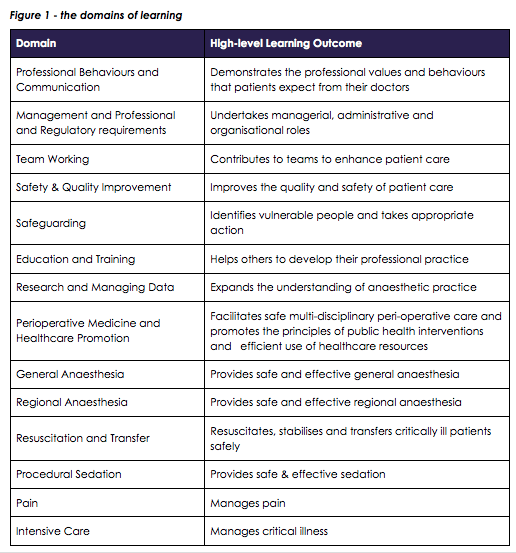 Figure 1 - the domains of learning
Domain
High-level Learning Outcome
Professional Behaviours and
Communication
Demonstrates the professional values and behaviours
that patients expect from their doctors
Management and Professional
and Regulatory requirements
Undertakes managerial, administrative and
organisational roles
Team Working
Contributes to teams to enhance patient care
Safety & Quality Improvement
Improves the quality and safety of patient care
Safeguarding
Identifies vulnerable people and takes appropriate
action
Education and Training
Helps others to develop their professional practice
Research and Managing Data
Expands the understanding of anaesthetic practice
Perioperative Medicine and
Healthcare Promotion
Facilitates safe multi-disciplinary peri-operative care and
promotes the principles of public health interventions
and  efficient use of healthcare resources
General Anaesthesia
Provides safe and effective general anaesthesia
Regional Anaesthesia
Provides safe and effective regional anaesthesia
Resuscitation and Transfer
Resuscitates, stabilises and transfers critically ill patients
safely
Procedural Sedation
Provides safe & effective sedation
Pain
Manages pain
Intensive Care
Manages critical illness